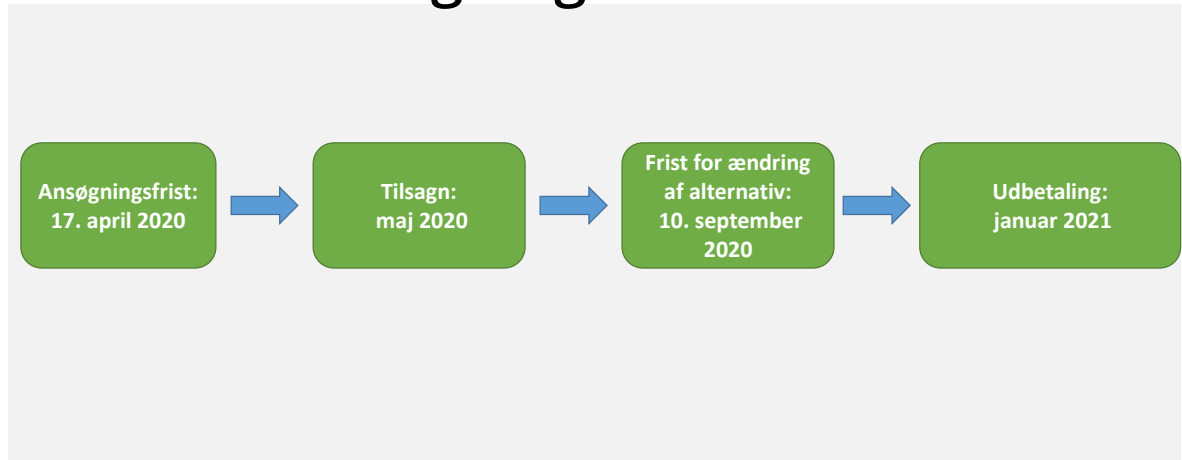 Ansøgningsfrist:
17. april 2020
Tilsagn:
maj 2020
Frist for ændring
af alternativ:
10. september
2020
Udbetaling:
januar 2021